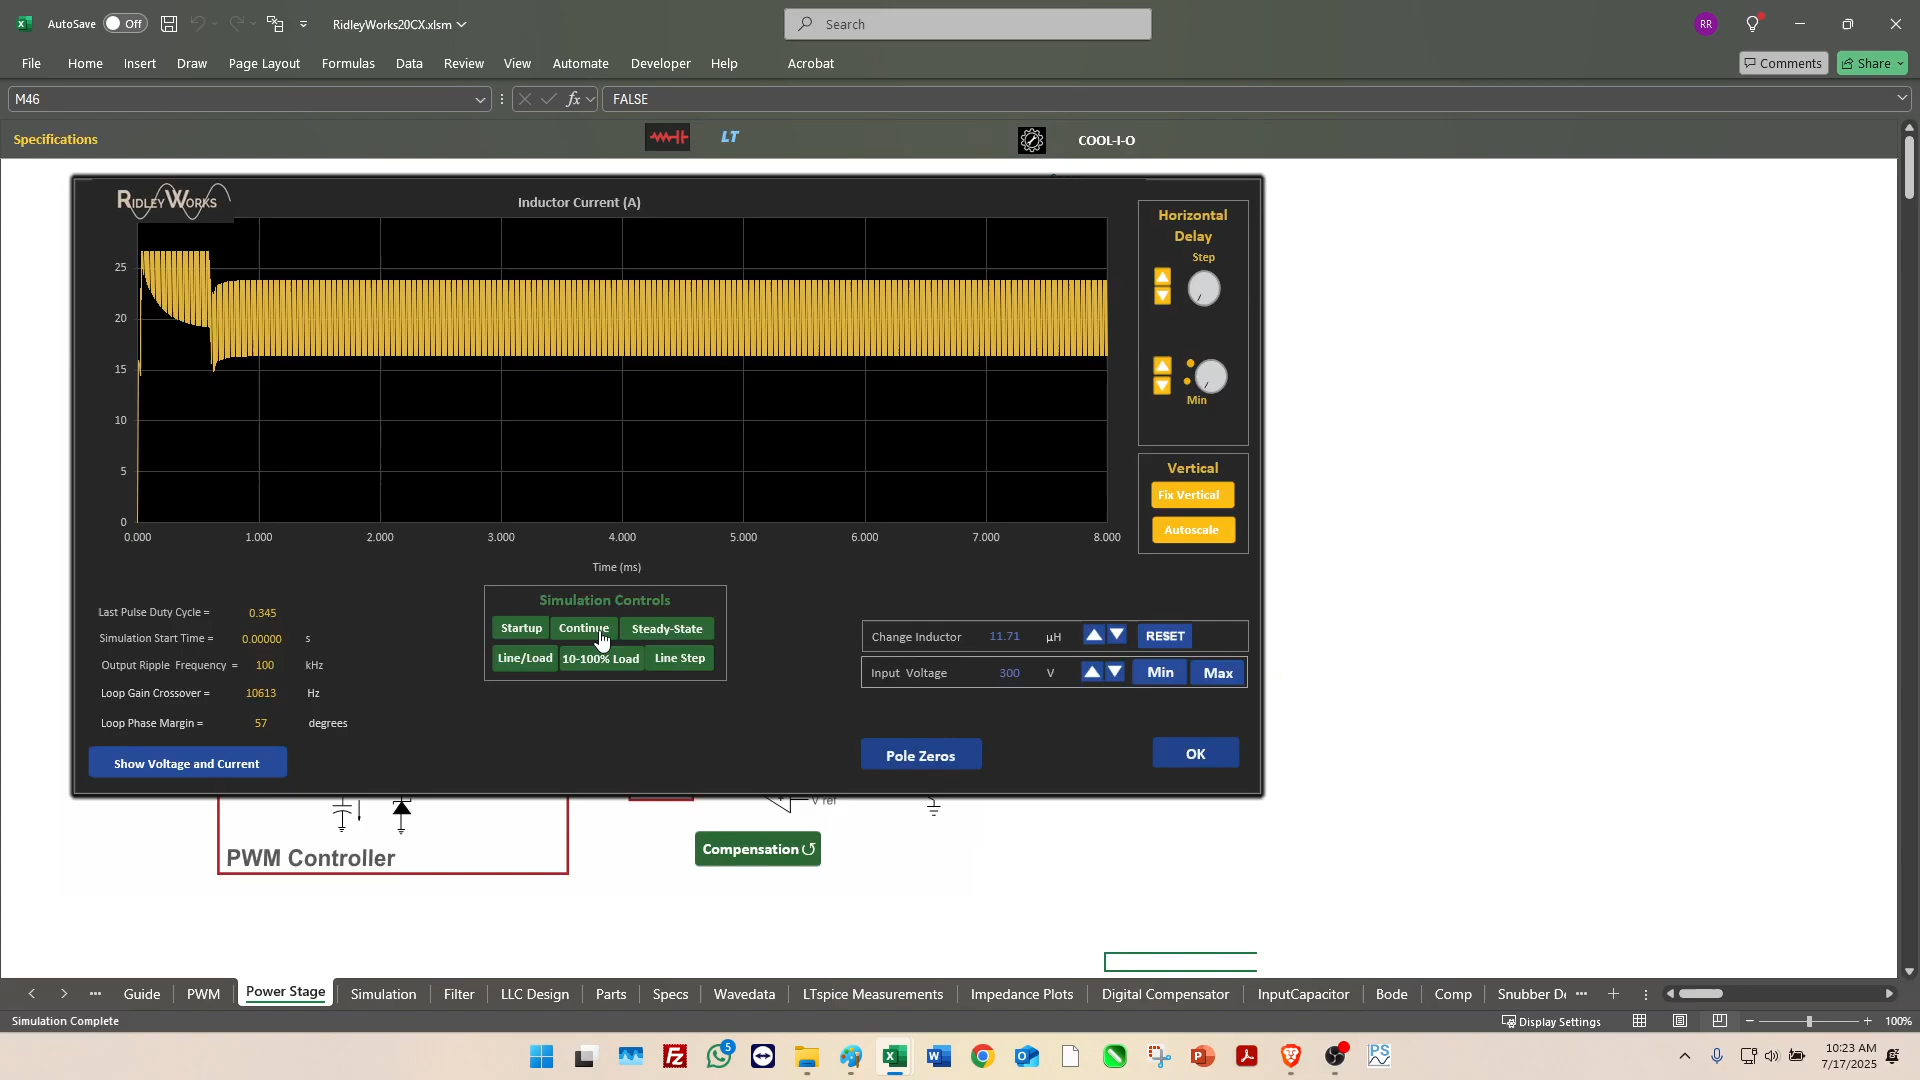 AutoSave Off RidleyWorks20CX.xlsm Search RR
File Home Insert Draw Page Layout Formulas Data Review View Automate Developer Help Acrobat Comments Share
M46 fx FALSE
Specifications LT COOL-I-O
RIDLEYWORKS
Inductor Current (A)
25
20
15
10
5
0
0.000 1.000 2.000 3.000 4.000 5.000 6.000 7.000 8.000
Time (ms)
Horizontal
Delay
Step
Min
Vertical
Fix Vertical
Autoscale
Last Pulse Duty Cycle = 0.345
Simulation Start Time = 0.00000 s
Output Ripple Frequency = 100 kHz
Loop Gain Crossover = 10613 Hz
Loop Phase Margin = 57 degrees
Show Voltage and Current
Simulation Controls
Startup Continue Steady-State
Line/Load 10-100% Load Line Step
Change Inductor 11.71 μH RESET
Input Voltage 300 V Min Max
Pole Zeros OK
V ref
PWM Controller
Compensation
Guide PWM Power Stage Simulation Filter LLC Design Parts Specs Wavedata LTspice Measurements Impedance Plots Digital Compensator InputCapacitor Bode Comp Snubber De
Simulation Complete Display Settings 100%
5 PS 10:23 AM
7/17/2025